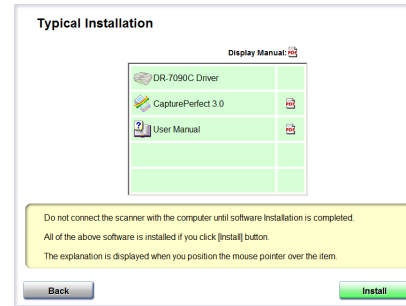 Typical Installation
Display Manual:
DR-7090C Driver
CapturePerfect 3.0
PDF
User Manual
PDF
Do not connect the scanner with the computer until software Installation is completed.
All of the above software is installed if you click [Install] button.
The explanation is displayed when you position the mouse pointer over the item.
Back
Install